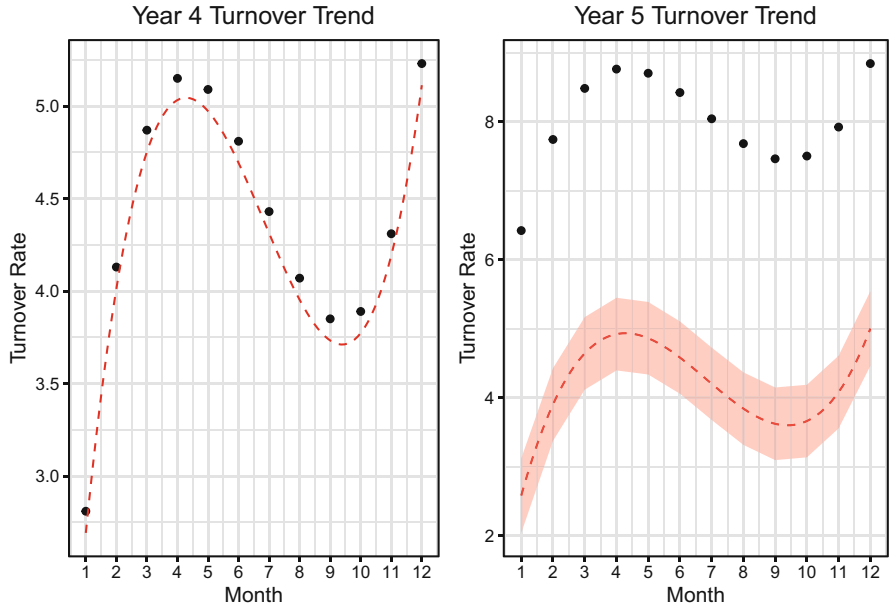 Year 4 Turnover Trend
Turnover Rate
5.0
4.5
4.0
3.5
3.0
1 2 3 4 5 6 7 8 9 10 11 12
Month
Year 5 Turnover Trend
Turnover Rate
8
6
4
2
1 2 3 4 5 6 7 8 9 10 11 12
Month